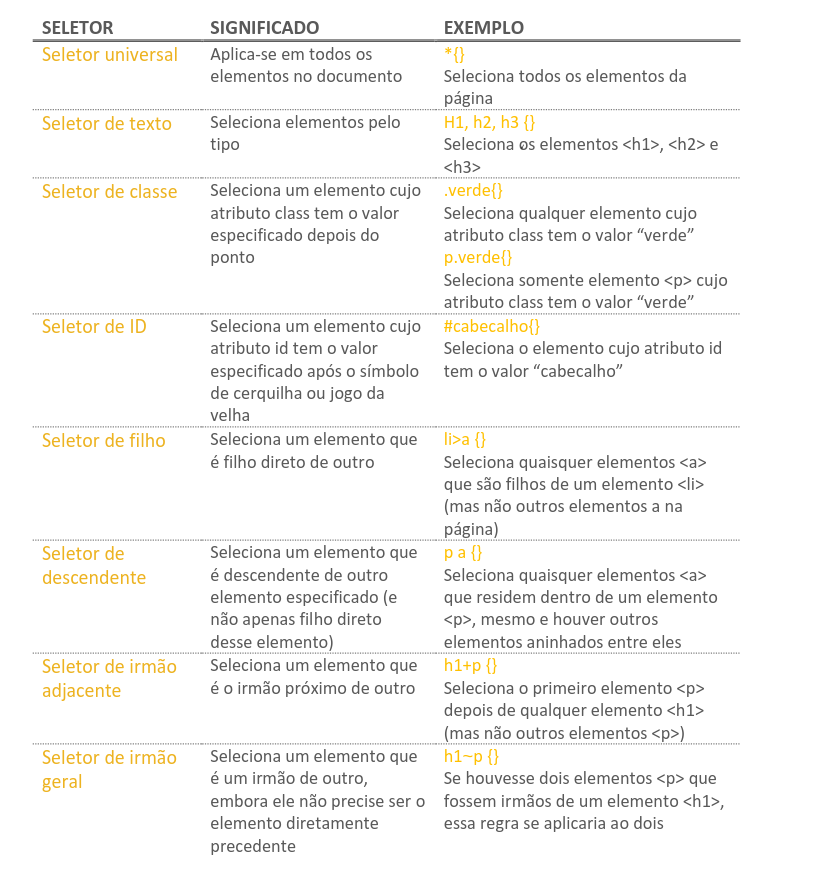 SELETOR SIGNIFICADO EXEMPLO
Seletor universal
Aplica-se em todos os
elementos no documento
*{}
Seleciona todos os elementos da
página
Seletor de texto
Seleciona elementos pelo
tipo
H1, h2, h3 {}
Seleciona os elementos <h1>, <h2> e
<h3>
Seletor de classe
Seleciona um elemento cujo
atributo class tem o valor
especificado depois do
ponto
.verde{}
Seleciona qualquer elemento cujo
atributo class tem o valor “verde”
p.verde{}
Seleciona somente elemento <p> cujo
atributo class tem o valor “verde”
Seletor de ID
Seleciona um elemento cujo
atributo id tem o valor
especificado após o símbolo
de cerquilha ou jogo da
velha
#cabecalho{}
Seleciona o elemento cujo atributo id
tem o valor “cabecalho”
Seletor de filho
Seleciona um elemento que
é filho direto de outro
li>a {}
Seleciona quaisquer elementos <a>
que são filhos de um elemento <li>
(mas não outros elementos a na
página)
Seletor de
descendente
Seleciona um elemento que
é descendente de outro
elemento especificado (e
não apenas filho direto
desse elemento)
p a {}
Seleciona quaisquer elementos <a>
que residem dentro de um elemento
<p>, mesmo e houver outros
elementos aninhados entre eles
Seletor de irmão
adjacente
Seleciona um elemento que
é o irmão próximo de outro
h1+p {}
Seleciona o primeiro elemento <p>
depois de qualquer elemento <h1>
(mas não outros elementos <p>)
Seletor de irmão
geral
Seleciona um elemento que
é um irmão de outro,
embora ele não precise ser o
elemento diretamente
precedente
h1~p {}
Se houvesse dois elementos <p> que
fossem irmãos de um elemento <h1>,
essa regra se aplicaria ao dois